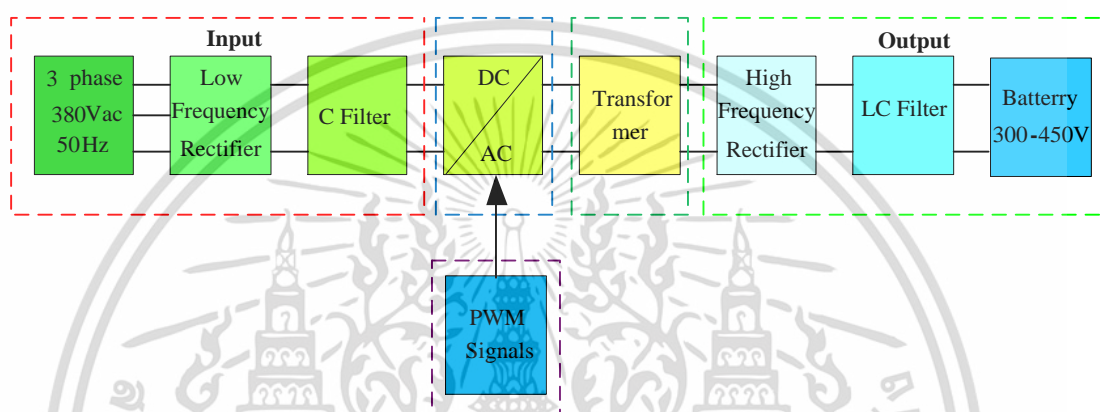 Input
Output
3 phase
380Vac
50Hz
Low
Frequency
Rectifier
C Filter
DC
AC
Transfor
mer
High
Frequency
Rectifier
LC Filter
Batterry
300-450V
PWM
Signals